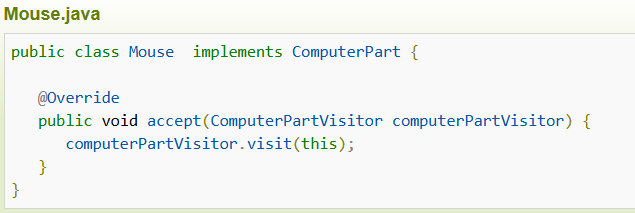 Mouse.java
public class Mouse  implements ComputerPart {
@Override
public void accept(ComputerPartVisitor computerPartVisitor) {
computerPartVisitor.visit(this);
}
}